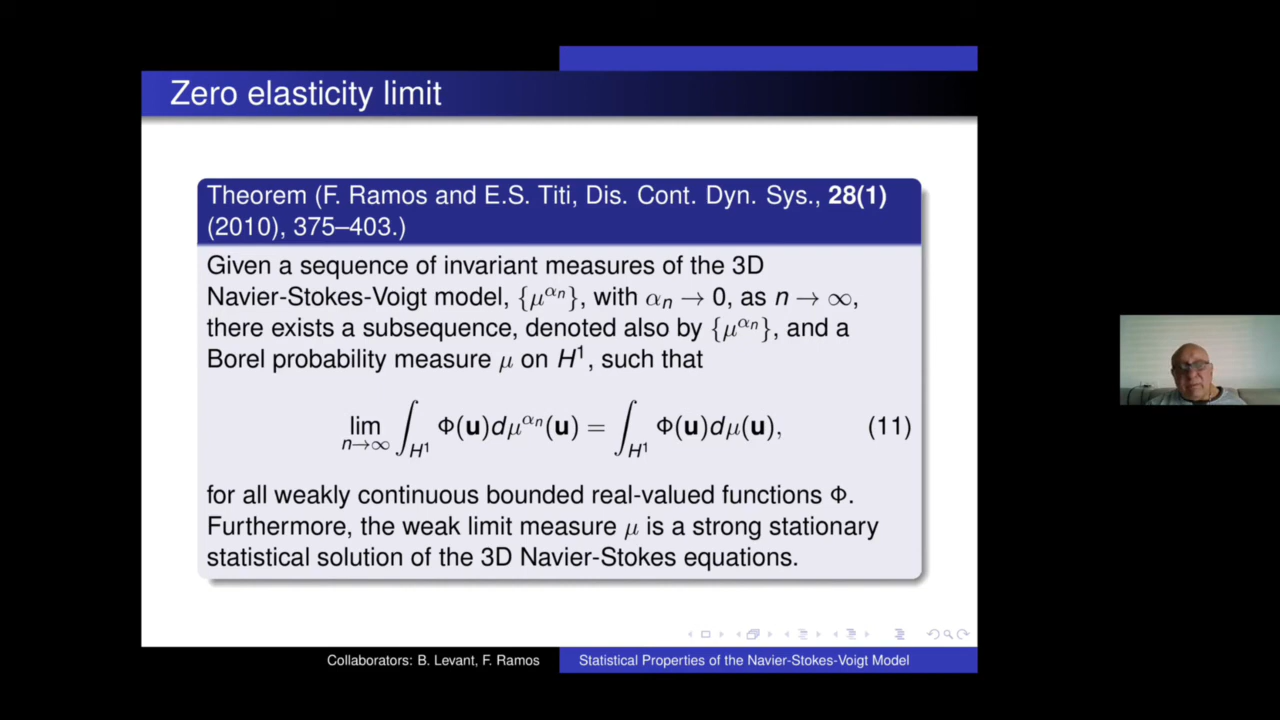 Zero elasticity limit
Theorem (F. Ramos and E.S. Titi, Dis. Cont. Dyn. Sys., 28(1)
(2010), 375–403.)
Given a sequence of invariant measures of the 3D
Navier-Stokes-Voigt model, {μ^{α_n}}, with α_n → 0, as n → ∞,
there exists a subsequence, denoted also by {μ^{α_n}}, and a
Borel probability measure μ on H¹, such that
lim_{n→∞} ∫_{H¹} Φ(u)dμ^{α_n}(u) = ∫_{H¹} Φ(u)dμ(u), (11)
for all weakly continuous bounded real-valued functions Φ.
Furthermore, the weak limit measure μ is a strong stationary
statistical solution of the 3D Navier-Stokes equations.
Collaborators: B. Levant, F. Ramos
Statistical Properties of the Navier-Stokes-Voigt Model